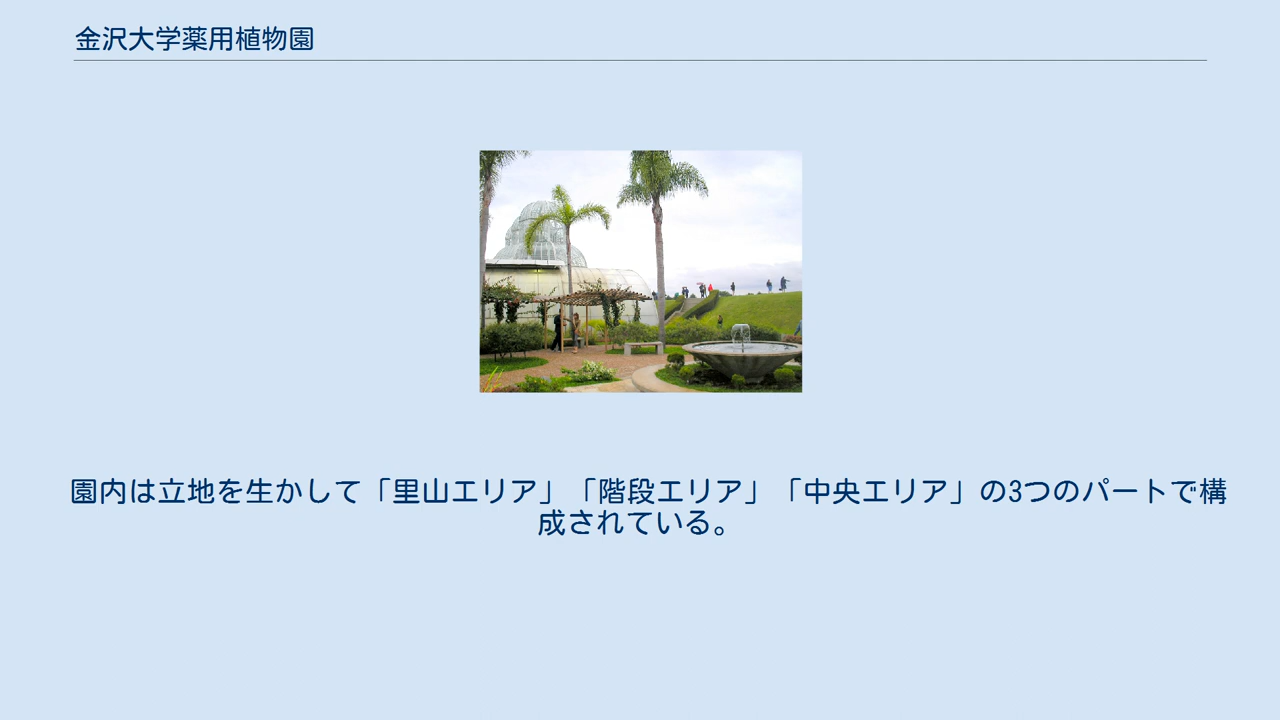 金沢大学薬用植物園
園内は立地を生かして「里山エリア」「階段エリア」「中央エリア」の3つのパートで構
成されている。